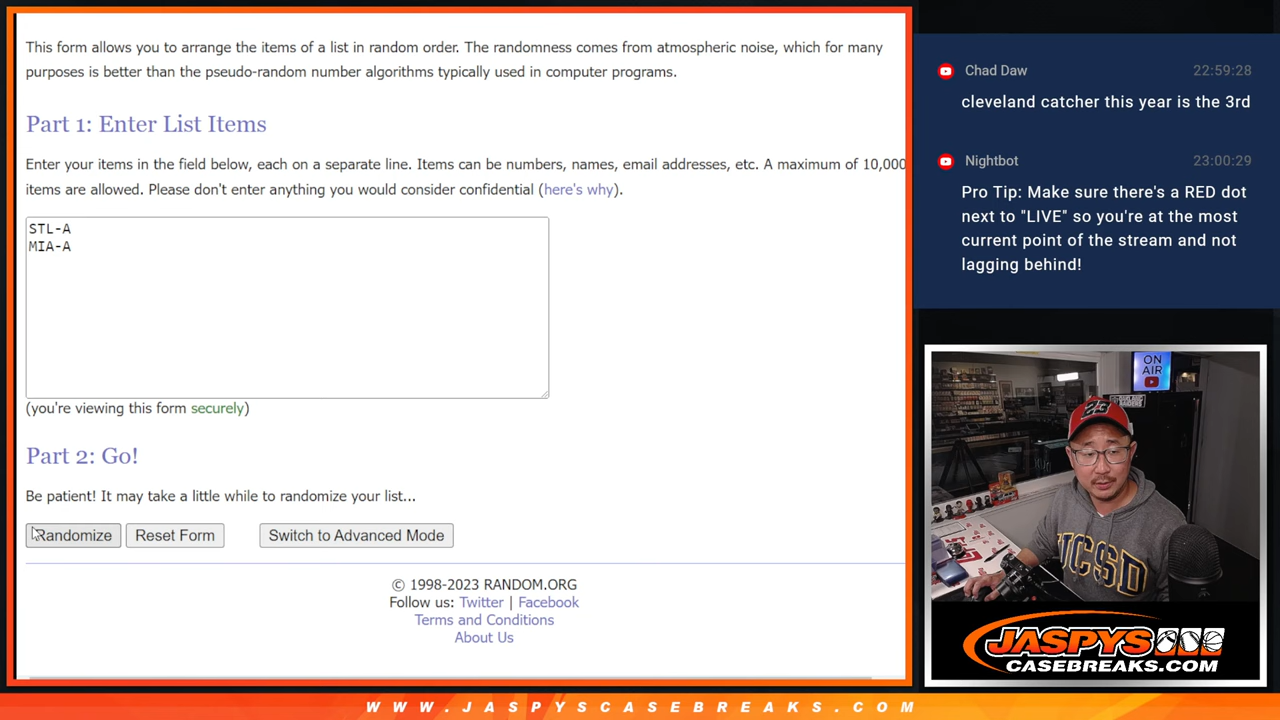 This form allows you to arrange the items of a list in random order. The randomness comes from atmospheric noise, which for many
purposes is better than the pseudo-random number algorithms typically used in computer programs.
Part 1: Enter List Items
Enter your items in the field below, each on a separate line. Items can be numbers, names, email addresses, etc. A maximum of 10,000
items are allowed. Please don't enter anything you would consider confidential (here's why).
STL-A
MIA-A
(you're viewing this form securely)
Part 2: Go!
Be patient! It may take a little while to randomize your list...
Randomize Reset Form Switch to Advanced Mode
© 1998-2023 RANDOM.ORG
Follow us: Twitter | Facebook
Terms and Conditions
About Us
Chad Daw 22:59:28
cleveland catcher this year is the 3rd
Nightbot 23:00:29
Pro Tip: Make sure there's a RED dot
next to "LIVE" so you're at the most
current point of the stream and not
lagging behind!
ON
AIR
UCSD
JASPYS
CASEBREAKS.COM
WWW.JASPYSCASEBREAKS.COM